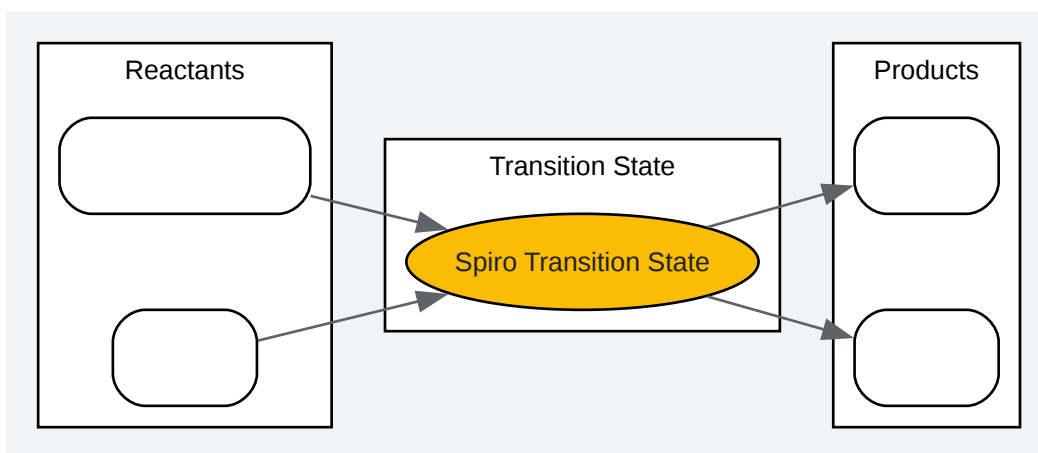 Reactants
Products
Transition State
Spiro Transition State